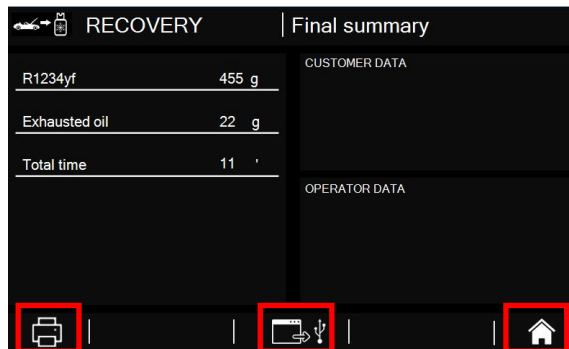 RECOVERY
Final summary
R1234yf 455 g
Exhausted oil 22 g
Total time 11 '
CUSTOMER DATA
OPERATOR DATA